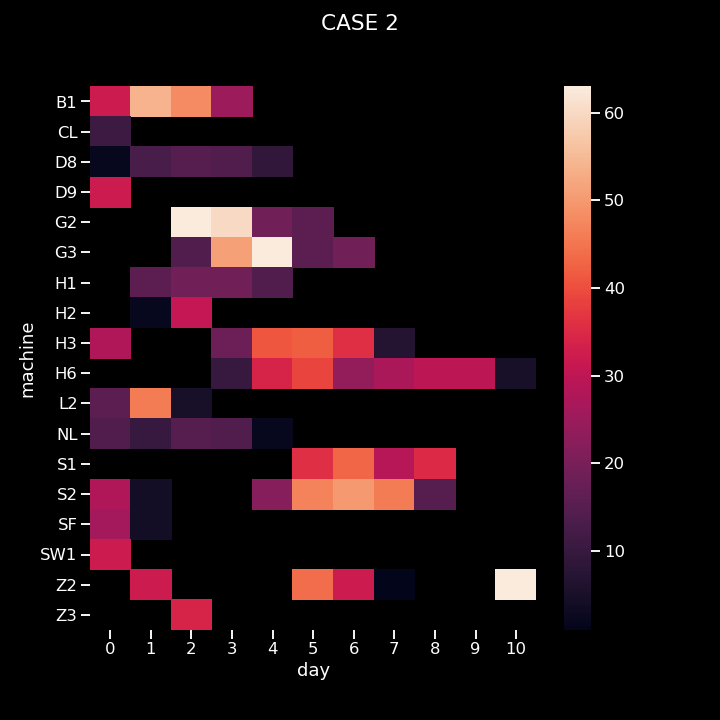 CASE 2
machine
B1
CL
D8
D9
G2
G3
H1
H2
H3
H6
L2
NL
S1
S2
SF
SW1
Z2
Z3
0 1 2 3 4 5 6 7 8 9 10
day
60
50
40
30
20
10